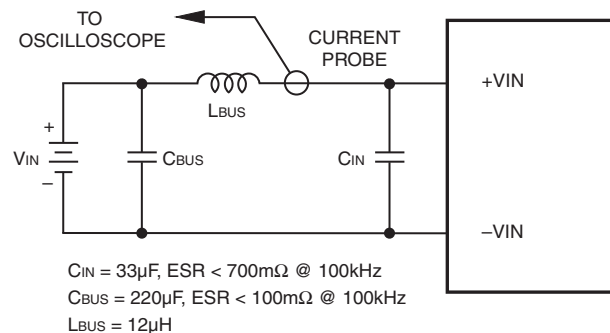 TO
OSCILLOSCOPE
CURRENT
PROBE
+VIN
LBUS
+
VIN
–
CBUS
CIN
–VIN
CIN = 33µF, ESR < 700mΩ @ 100kHz
CBUS = 220µF, ESR < 100mΩ @ 100kHz
LBUS = 12µH